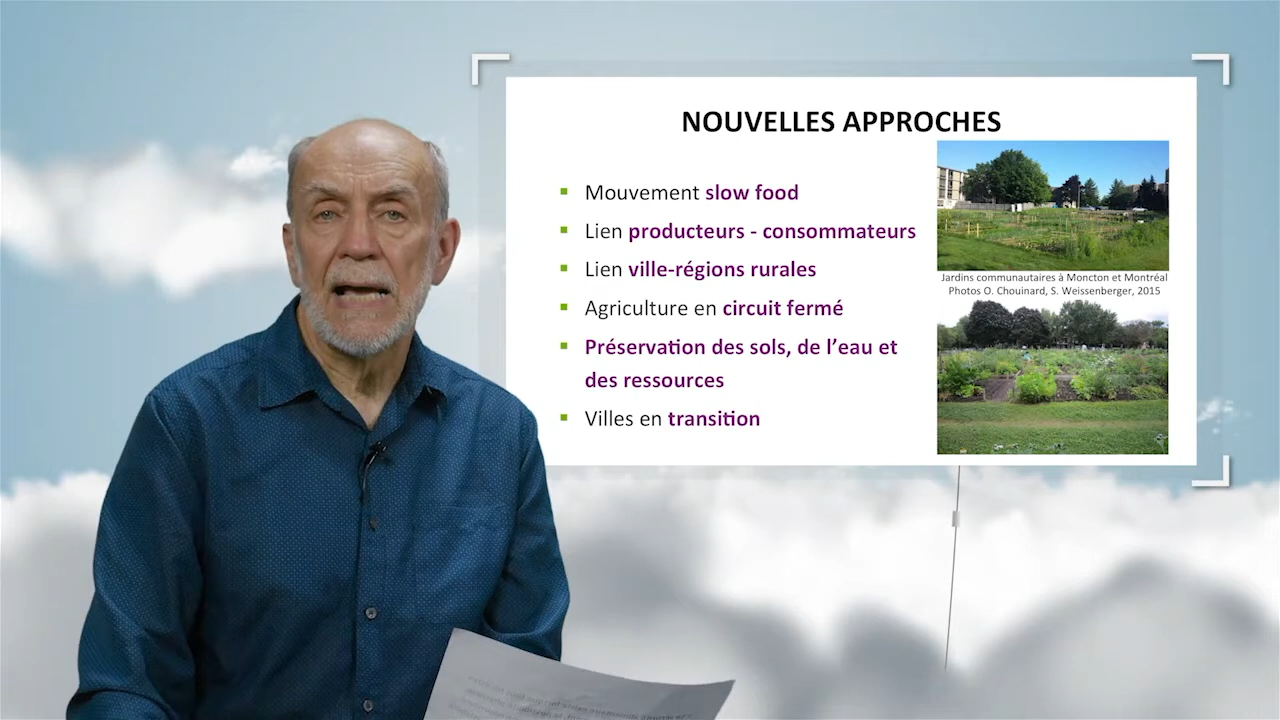 NOUVELLES APPROCHES
Mouvement slow food
Lien producteurs - consommateurs
Lien ville-régions rurales
Agriculture en circuit fermé
Préservation des sols, de l’eau et
des ressources
Villes en transition
Jardins communautaires à Moncton et Montréal
Photos O. Chouinard, S. Weissenberger, 2015